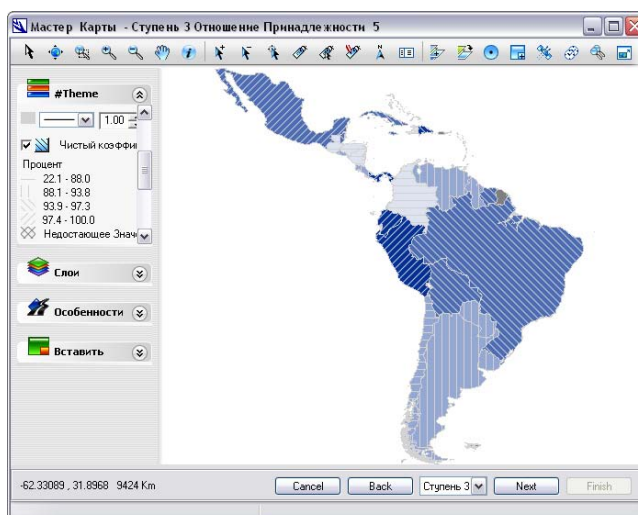 Мастер Карты - Ступень 3 Отношение Принадлежности 5
#Theme
1.00
Чистый коэффи
Процент
22.1 - 88.0
88.1 - 93.8
93.9 - 97.3
97.4 - 100.0
Недостающее Знач
Слои
Особенности
Вставить
-62.33089 , 31.8968 9424 Km
Cancel
Back
Ступень 3
Next
Finish